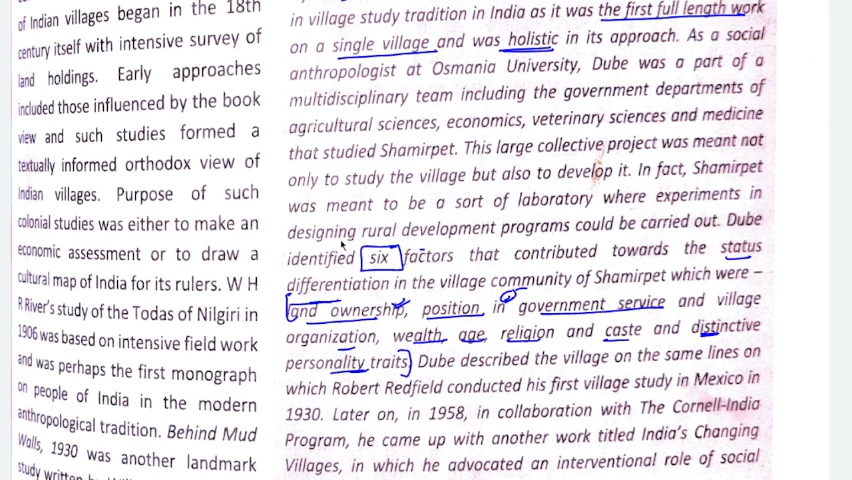 of Indian villages began in the 18th
century itself with intensive survey of
land holdings. Early approaches
included those influenced by the book
view and such studies formed a
textually informed orthodox view of
Indian villages. Purpose of such
colonial studies was either to make an
economic assessment or to draw a
cultural map of India for its rulers. W H
R River's study of the Todas of Nilgiri in
1906 was based on intensive field work
and was perhaps the first monograph
on people of India in the modern
anthropological tradition. Behind Mud
Walls, 1930 was another landmark
study written by
in village study tradition in India as it was the first full length work
on a single village and was holistic in its approach. As a social
anthropologist at Osmania University, Dube was a part of a
multidisciplinary team including the government departments of
agricultural sciences, economics, veterinary sciences and medicine
that studied Shamirpet. This large collective project was meant not
only to study the village but also to develop it. In fact, Shamirpet
was meant to be a sort of laboratory where experiments in
designing rural development programs could be carried out. Dube
identified six factors that contributed towards the status
differentiation in the village community of Shamirpet which were –
land ownership, position in government service and village
organization, wealth, age, religion and caste and distinctive
personality traits. Dube described the village on the same lines on
which Robert Redfield conducted his first village study in Mexico in
1930. Later on, in 1958, in collaboration with The Cornell-India
Program, he came up with another work titled India's Changing
Villages, in which he advocated an interventional role of social